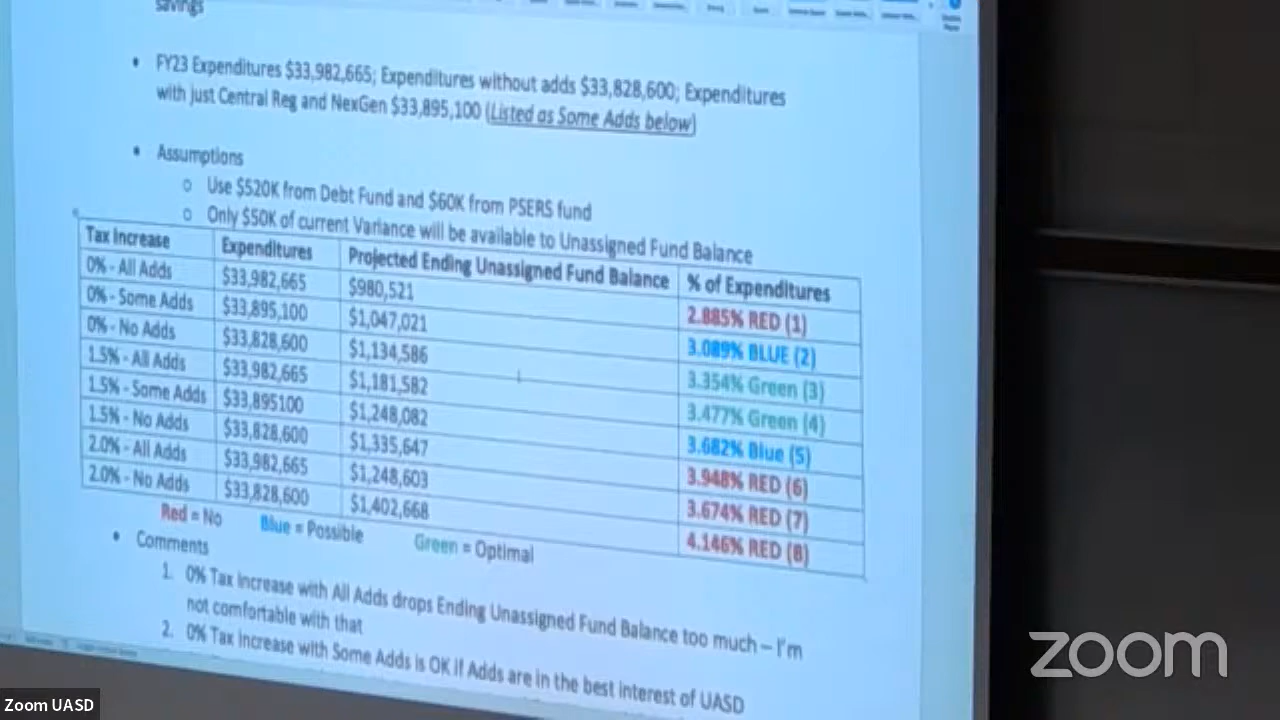 savings
• FY23 Expenditures $33,982,665; Expenditures without adds $33,828,600; Expenditures
with just Central Reg and NexGen $33,895,100 (Listed as Some Adds below)
• Assumptions
o Use $520K from Debt Fund and $60K from PSERS fund
o Only $50K of current Variance will be available to Unassigned Fund Balance
Tax Increase Expenditures Projected Ending Unassigned Fund Balance % of Expenditures
0% - All Adds $33,982,665 $980,521 2.885% RED (1)
0% - Some Adds $33,895,100 $1,047,021 3.089% BLUE (2)
0% - No Adds $33,828,600 $1,134,586 3.354% Green (3)
1.5% - All Adds $33,982,665 $1,181,582 3.477% Green (4)
1.5% - Some Adds $33,895100 $1,248,082 3.682% Blue (5)
1.5% - No Adds $33,828,600 $1,335,647 3.948% RED (6)
2.0% - All Adds $33,982,665 $1,248,603 3.674% RED (7)
2.0% - No Adds $33,828,600 $1,402,668 4.146% RED (8)
Red = No Blue = Possible Green = Optimal
• Comments
1. 0% Tax Increase with All Adds drops Ending Unassigned Fund Balance too much – I'm
not comfortable with that
2. 0% Tax Increase with Some Adds is OK if Adds are in the best interest of UASD
zoom
Zoom UASD